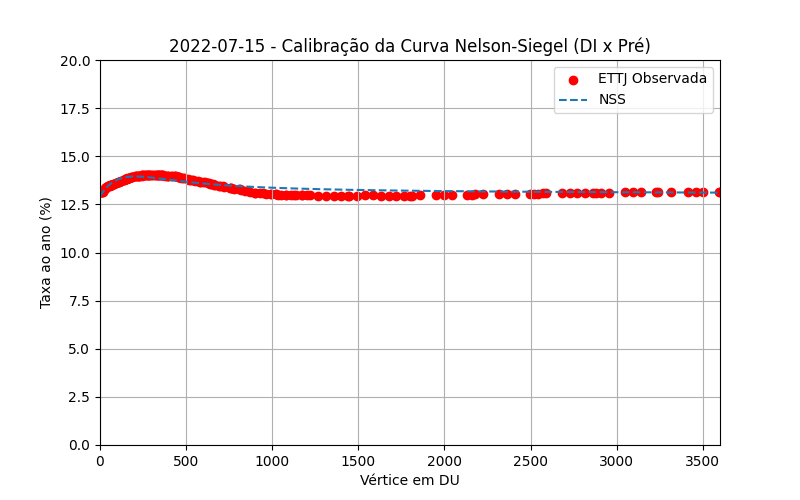 2022-07-15 - Calibração da Curva Nelson-Siegel (DI x Pré)
20.0
17.5
15.0
12.5
10.0
7.5
5.0
2.5
0.0
Taxa ao ano (%)
ETTJ Observada
NSS
0 500 1000 1500 2000 2500 3000 3500
Vértice em DU